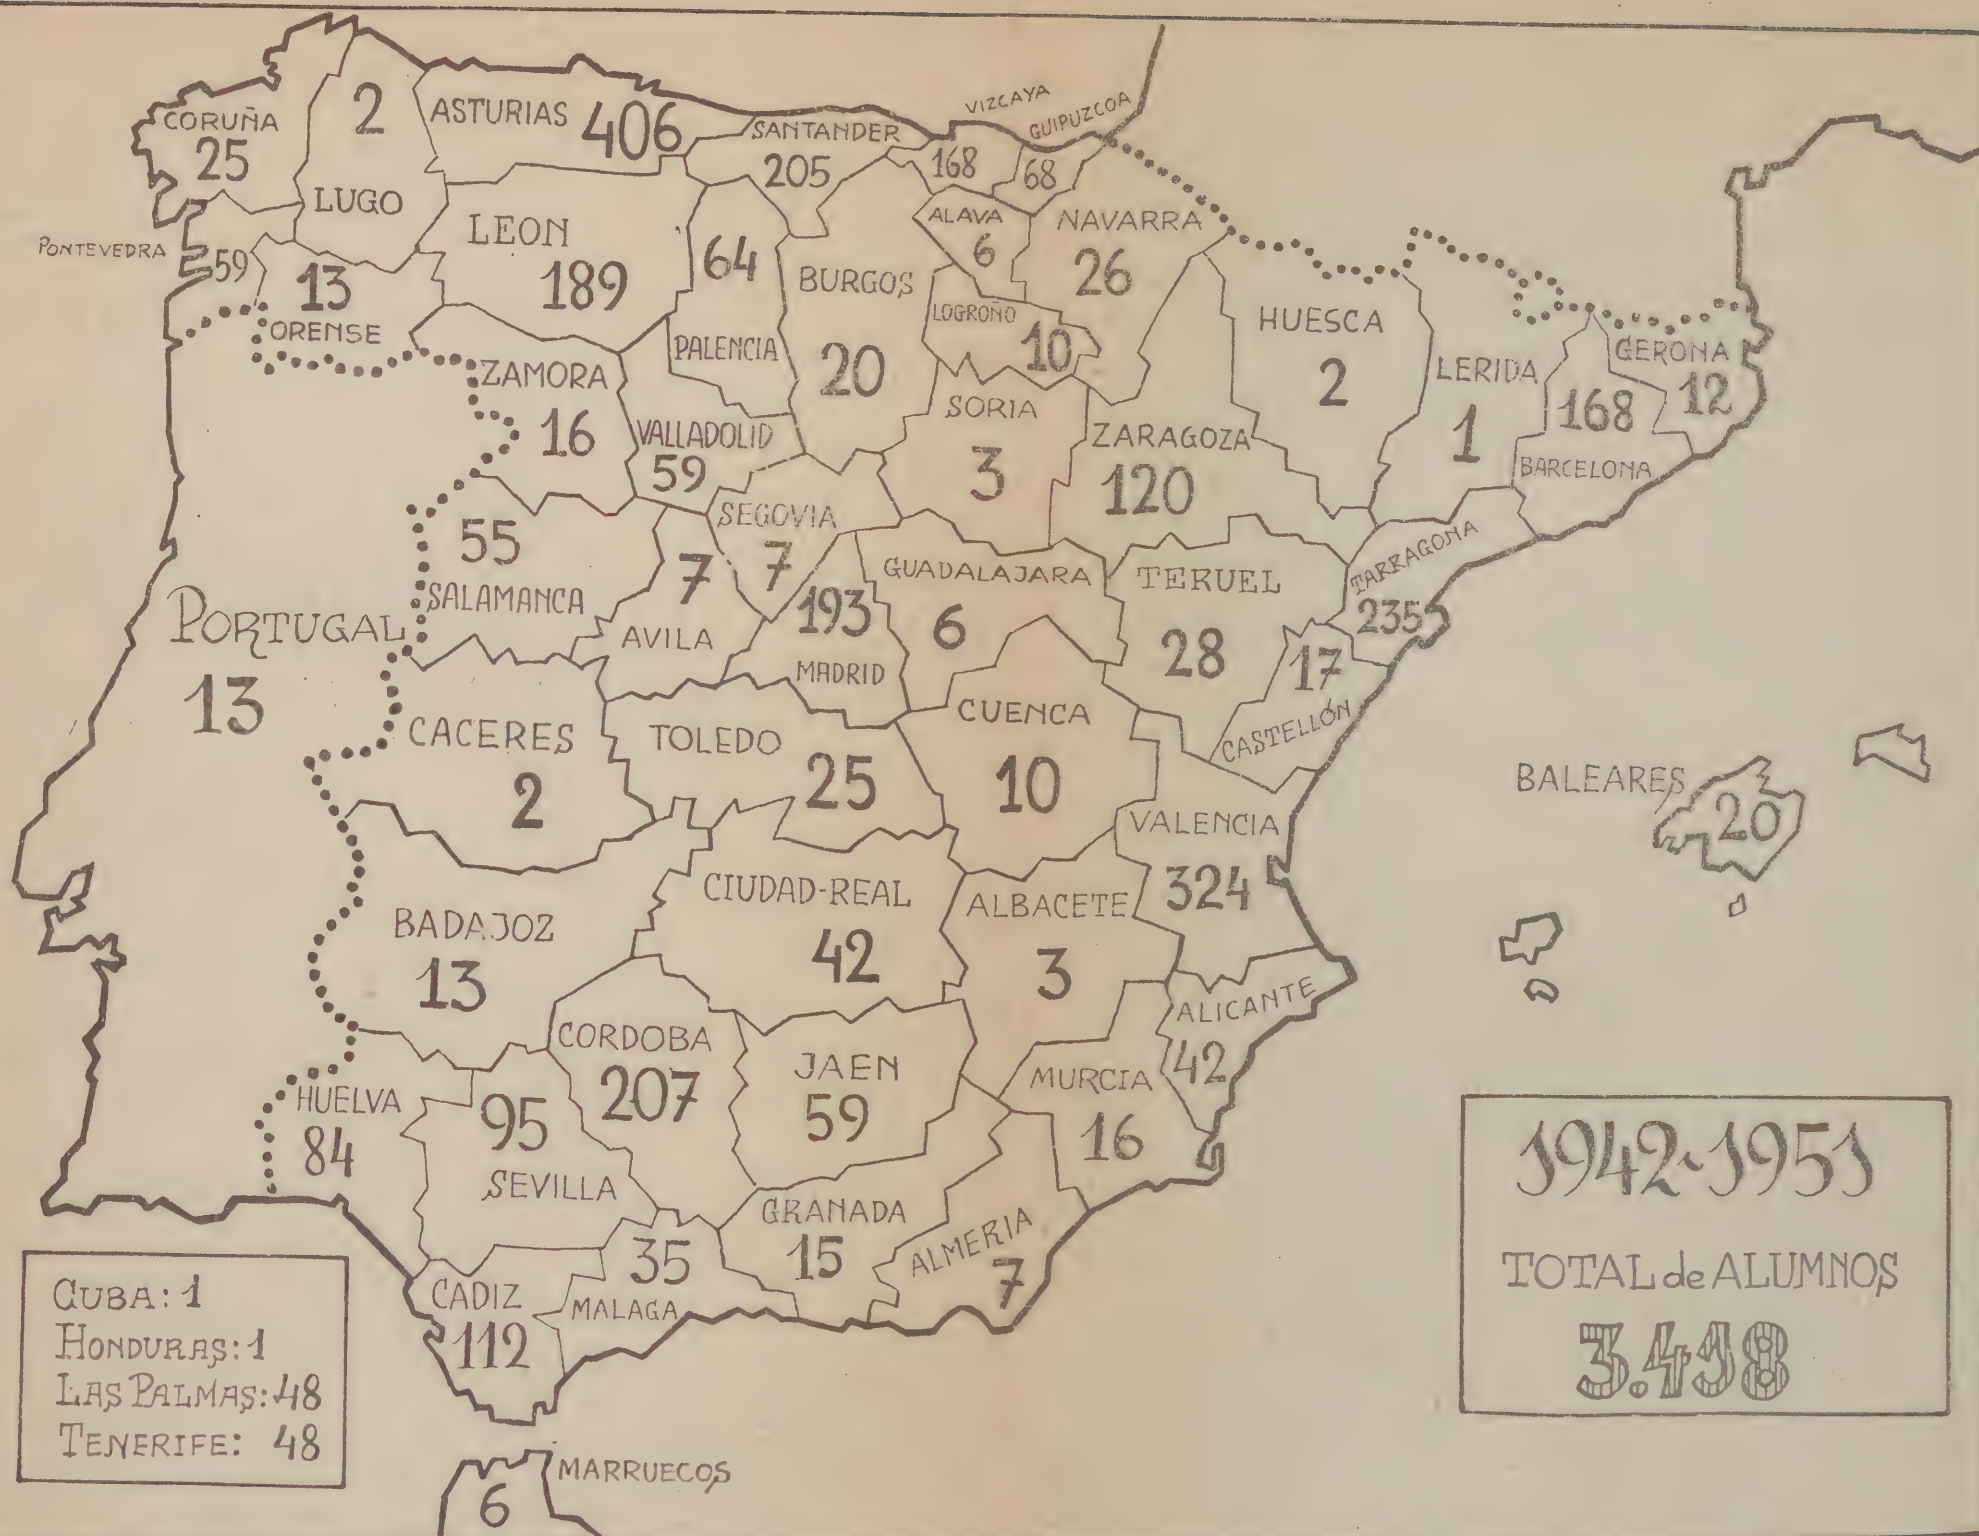 VIZCAYA
GUIPUZCOA
CORUÑA
25
2
LUGO
ASTURIAS 406
SANTANDER
205
168
68
PONTEVEDRA
59
13
ORENSE
LEON
189
64
PALENCIA
BURGOS
20
ALAVA
6
NAVARRA
26
LOGROÑO
10
HUESCA
2
LERIDA
1
GERONA
12
168
BARCELONA
ZAMORA
16
VALLADOLID
59
SORIA
3
ZARAGOZA
120
55
SALAMANCA
7
AVILA
SEGOVIA
7
193
MADRID
GUADALAJARA
6
TERUEL
28
TARRAGONA
235
17
CASTELLÓN
PORTUGAL
13
CACERES
2
TOLEDO
25
CUENCA
10
VALENCIA
324
BALEARES
20
BADAJOZ
13
CIUDAD-REAL
42
ALBACETE
3
ALICANTE
42
HUELVA
84
95
SEVILLA
CORDOBA
207
JAEN
59
MURCIA
16
GRANADA
15
ALMERIA
7
35
MALAGA
CADIZ
112
CUBA: 1
HONDURAS: 1
LAS PALMAS: 48
TENERIFE: 48
MARRUECOS
6
1942-1951
TOTAL de ALUMNOS
3.498